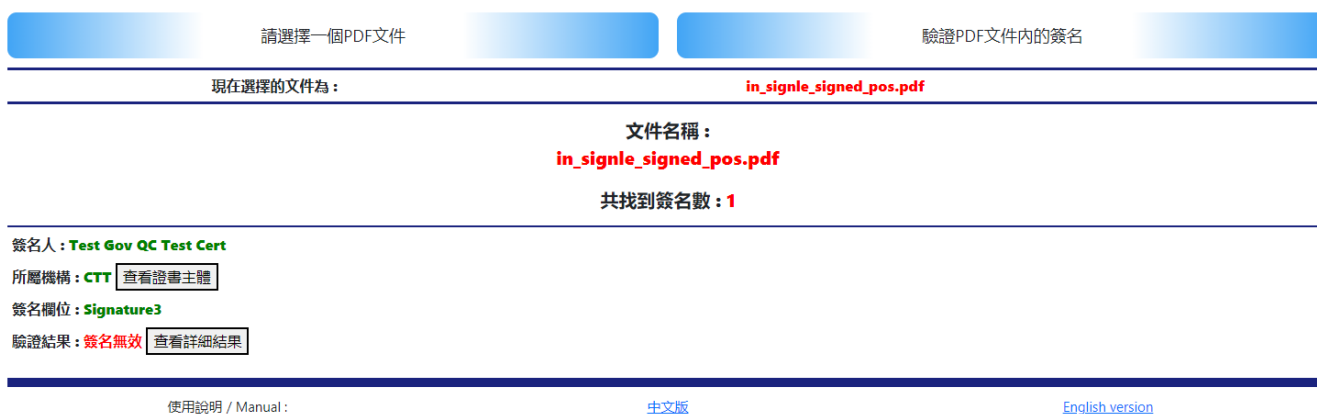 請選擇一個PDF文件 驗證PDF文件內的簽名
現在選擇的文件為： in_signle_signed_pos.pdf
文件名稱：
in_signle_signed_pos.pdf
共找到簽名數：1
簽名人：Test Gov QC Test Cert
所屬機構：CTT 查看證書主體
簽名欄位：Signature3
驗證結果：簽名無效 查看詳細結果
使用說明 / Manual : 中文版 English version